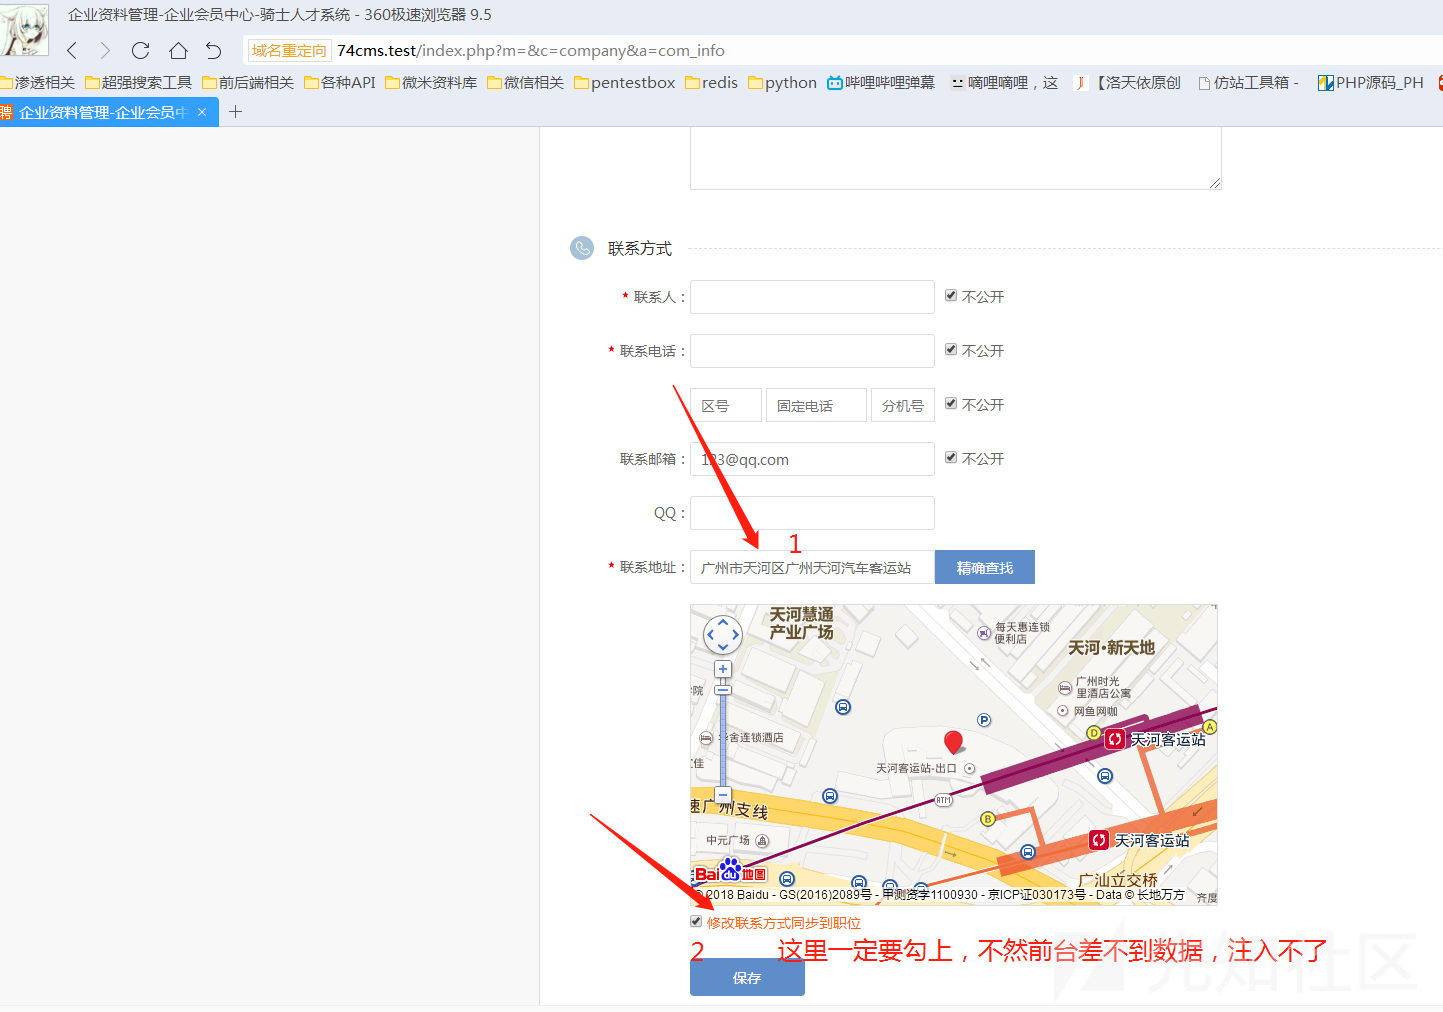 企业资料管理-企业会员中心-骑士人才系统 - 360极速浏览器 9.5
域名重定向 74cms.test/index.php?m=&c=company&a=com_info
渗透相关 超强搜索工具 前后端相关 各种API 微米资料库 微信相关 pentestbox redis python 哔哩哔哩弹幕 嘀哩嘀哩，这 【洛天依原创 仿站工具箱 - PHP源码_PH
聘 企业资料管理-企业会员中 × +
联系方式
* 联系人： 不公开
* 联系电话： 不公开
区号 固定电话 分机号 不公开
联系邮箱： 123@qq.com 不公开
QQ：
1
* 联系地址： 广州市天河区广州天河汽车客运站 精确查找
天河慧通
产业广场
每天惠连锁
便利店
天河·新天地
广州时光
里酒店公寓
院
网鱼网咖
P
A
D
华舍连锁酒店
天河客运站
天河客运站-出口
ATM
速广州支线
B
中元广场
天河客运站
Bai du 地图
广汕立交桥
© 2018 Baidu - GS(2016)2089号 - 甲测资字1100930 - 京ICP证030173号 - Data © 长地万方
齐度
修改联系方式同步到职位
2 这里一定要勾上，不然前台差不到数据，注入不了
保存
先知社区